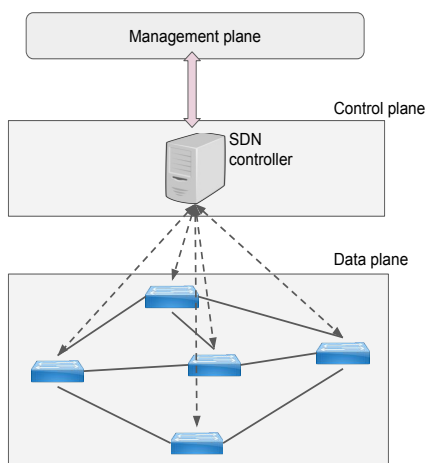 Management plane
Control plane
SDN
controller
Data plane